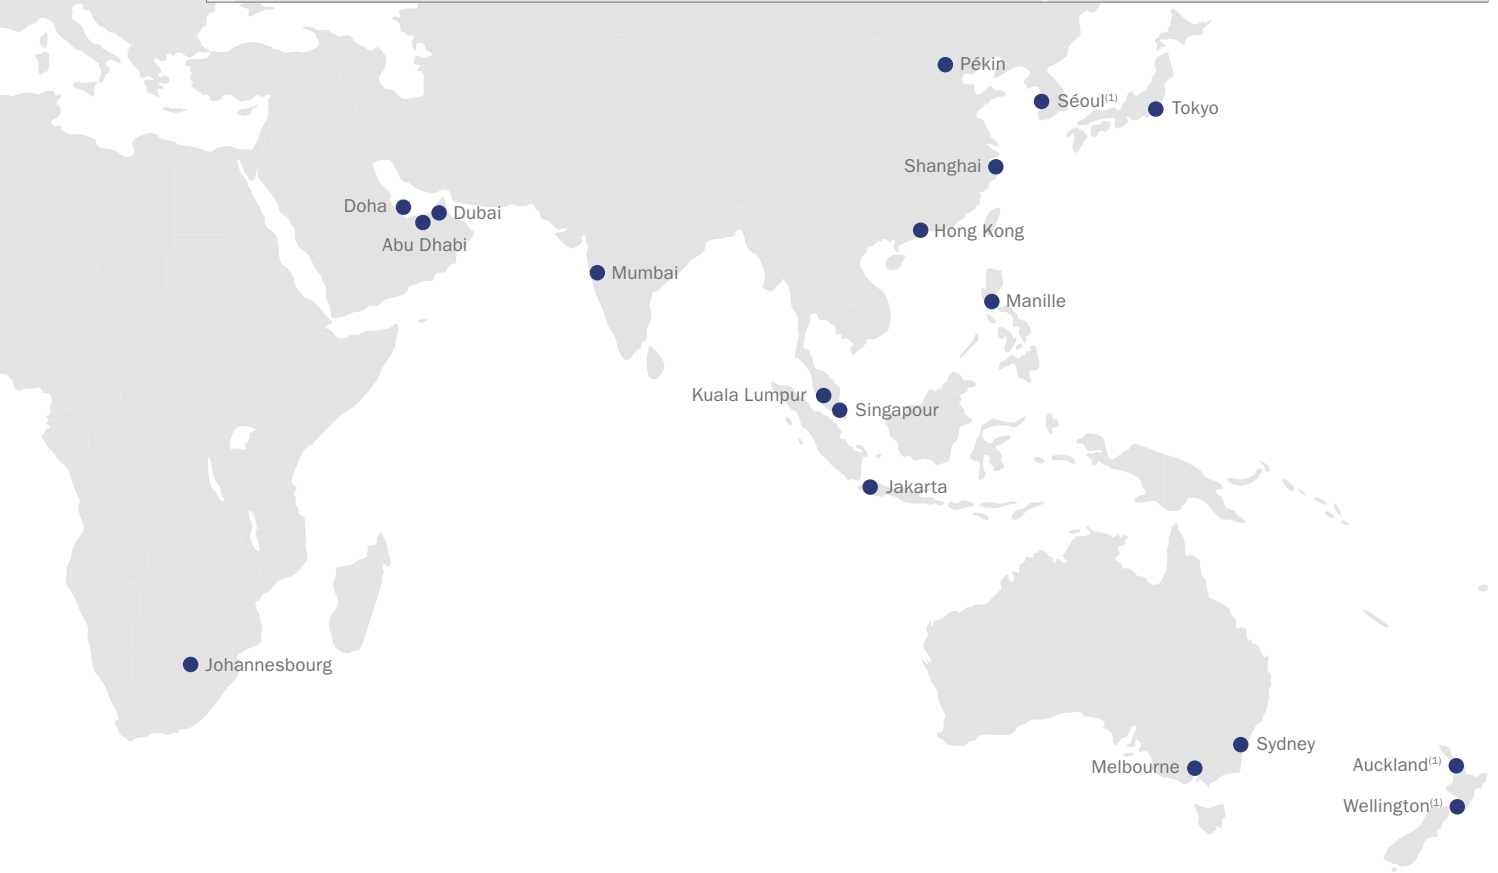 Pékin
Séoul(1)
Tokyo
Shanghai
Doha
Dubai
Hong Kong
Abu Dhabi
Mumbai
Manille
Kuala Lumpur
Singapour
Jakarta
Johannesbourg
Sydney
Melbourne
Auckland(1)
Wellington(1)